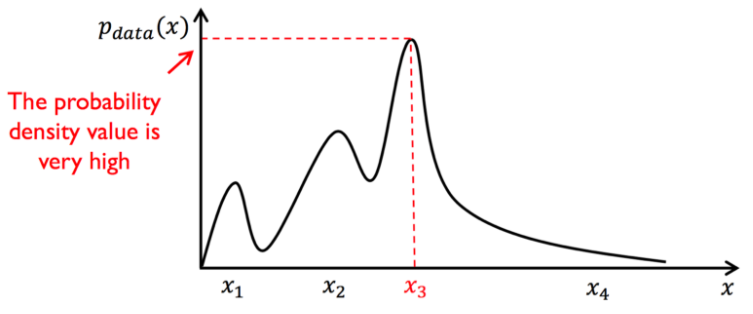 p_data(x)
The probability
density value is
very high
x₁ x₂ x₃ x₄ x